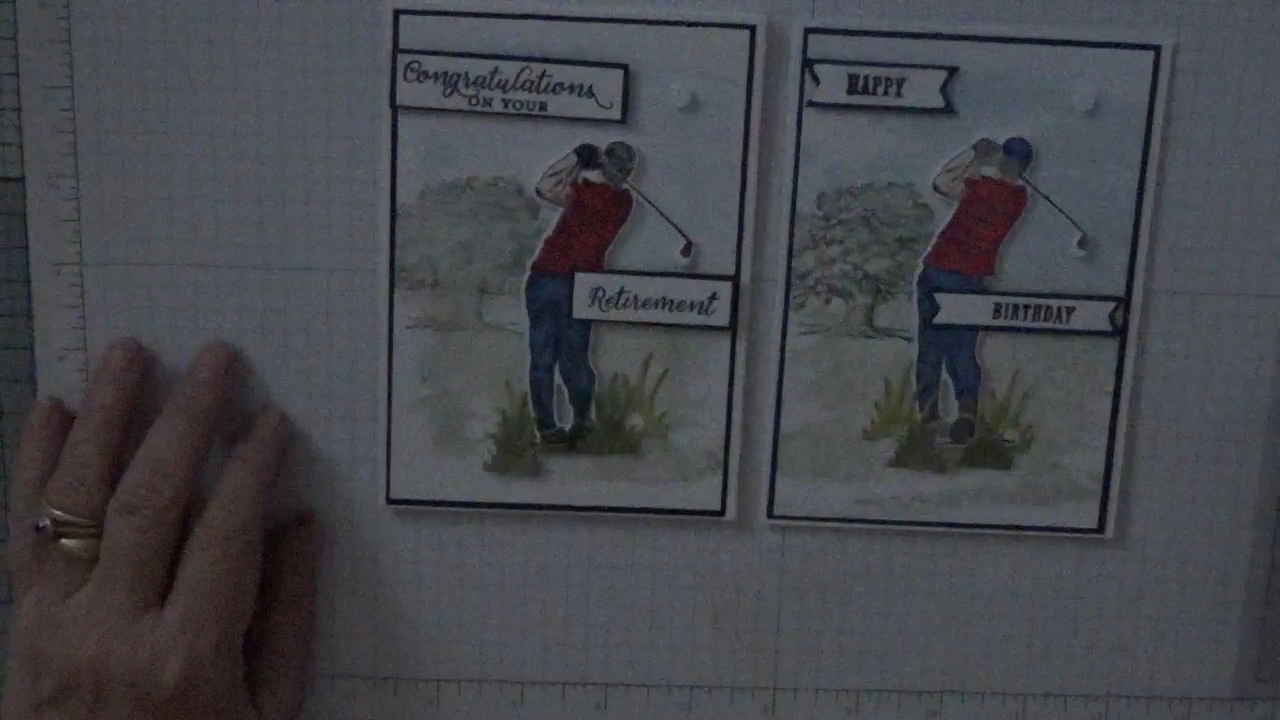 Congratulations
ON YOUR
Retirement
HAPPY
BIRTHDAY